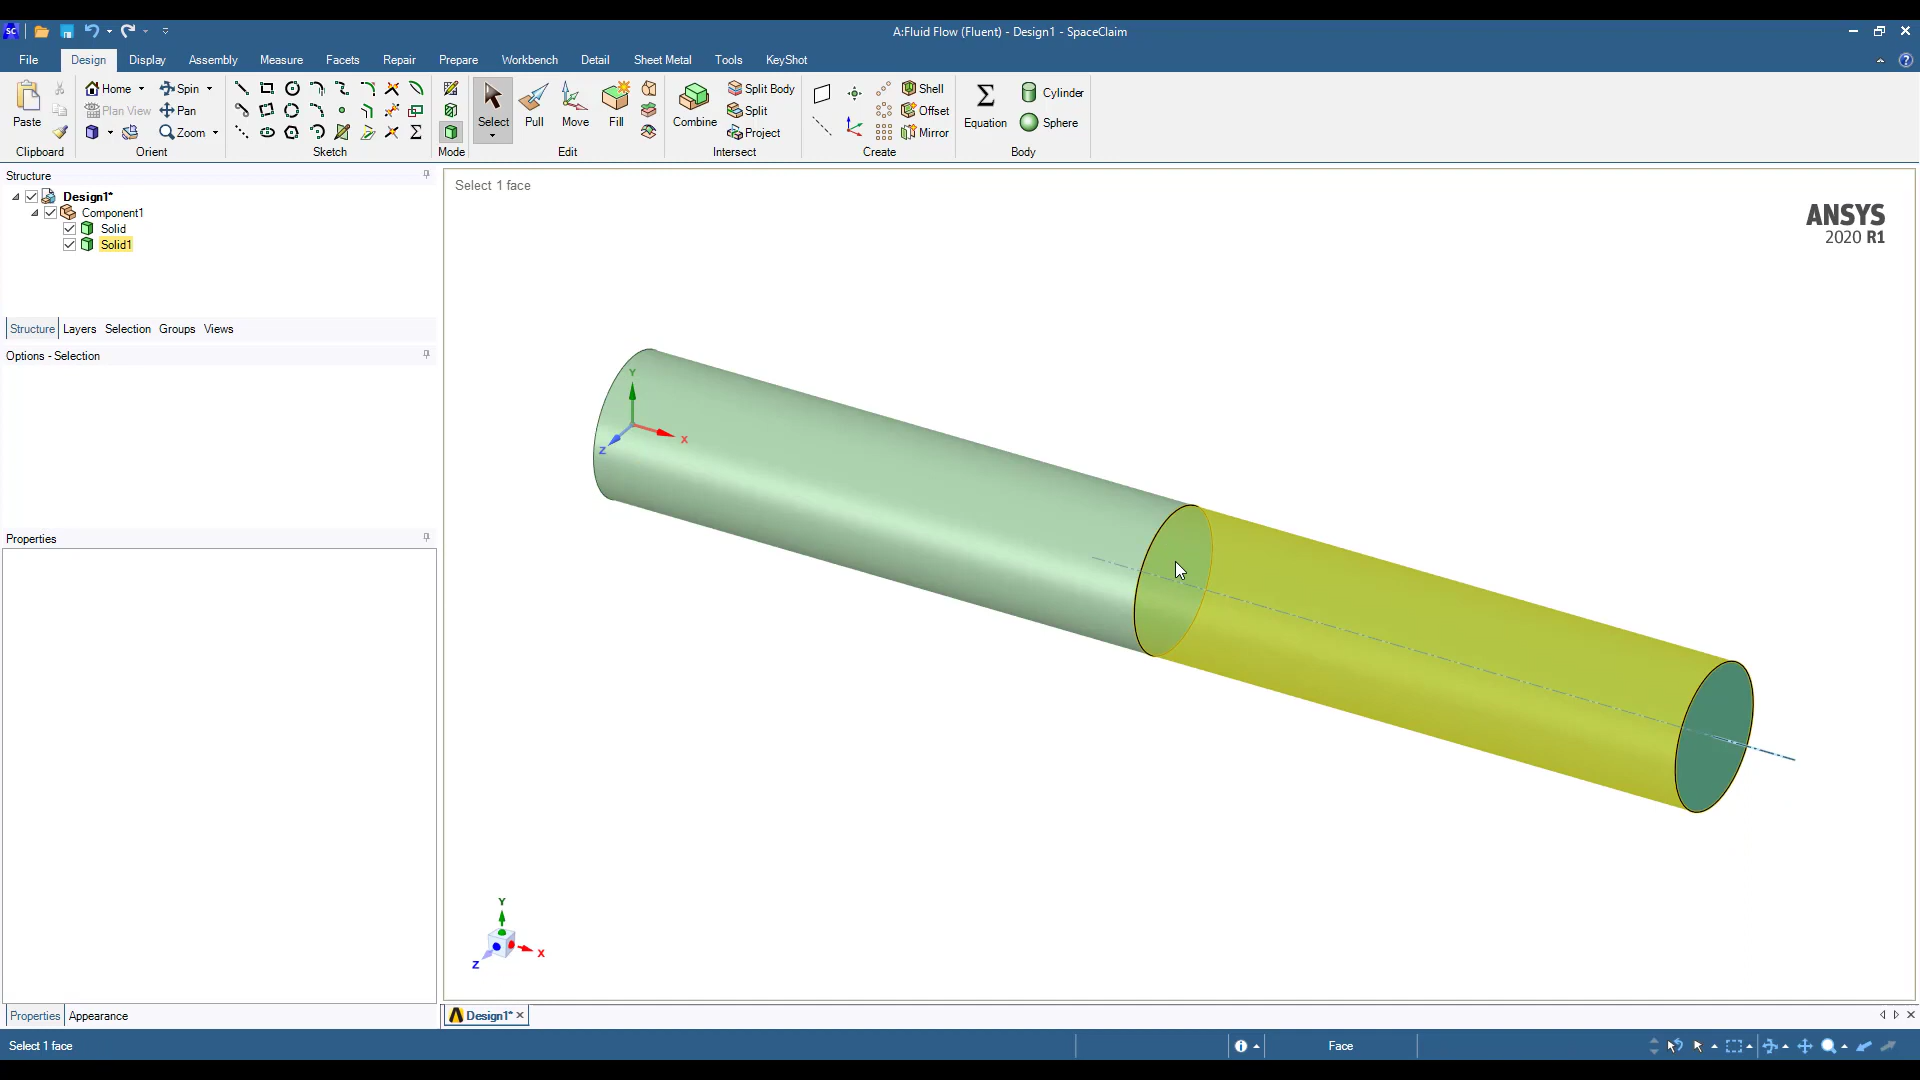 SC
A:Fluid Flow (Fluent) - Design1 - SpaceClaim
File Design Display Assembly Measure Facets Repair Prepare Workbench Detail Sheet Metal Tools KeyShot
Home Spin Split Body Shell Cylinder
Plan View Pan Split Offset
Paste Zoom Select Pull Move Fill Combine Project Mirror Equation Sphere
Clipboard Orient Sketch Mode Edit Intersect Create Body
Structure
Select 1 face
Design1*
Component1
Solid
Solid1
ANSYS
2020 R1
Structure Layers Selection Groups Views
Options - Selection
Y
X
Z
Properties
Y
X
Z
Properties Appearance
Design1*
Select 1 face
Face